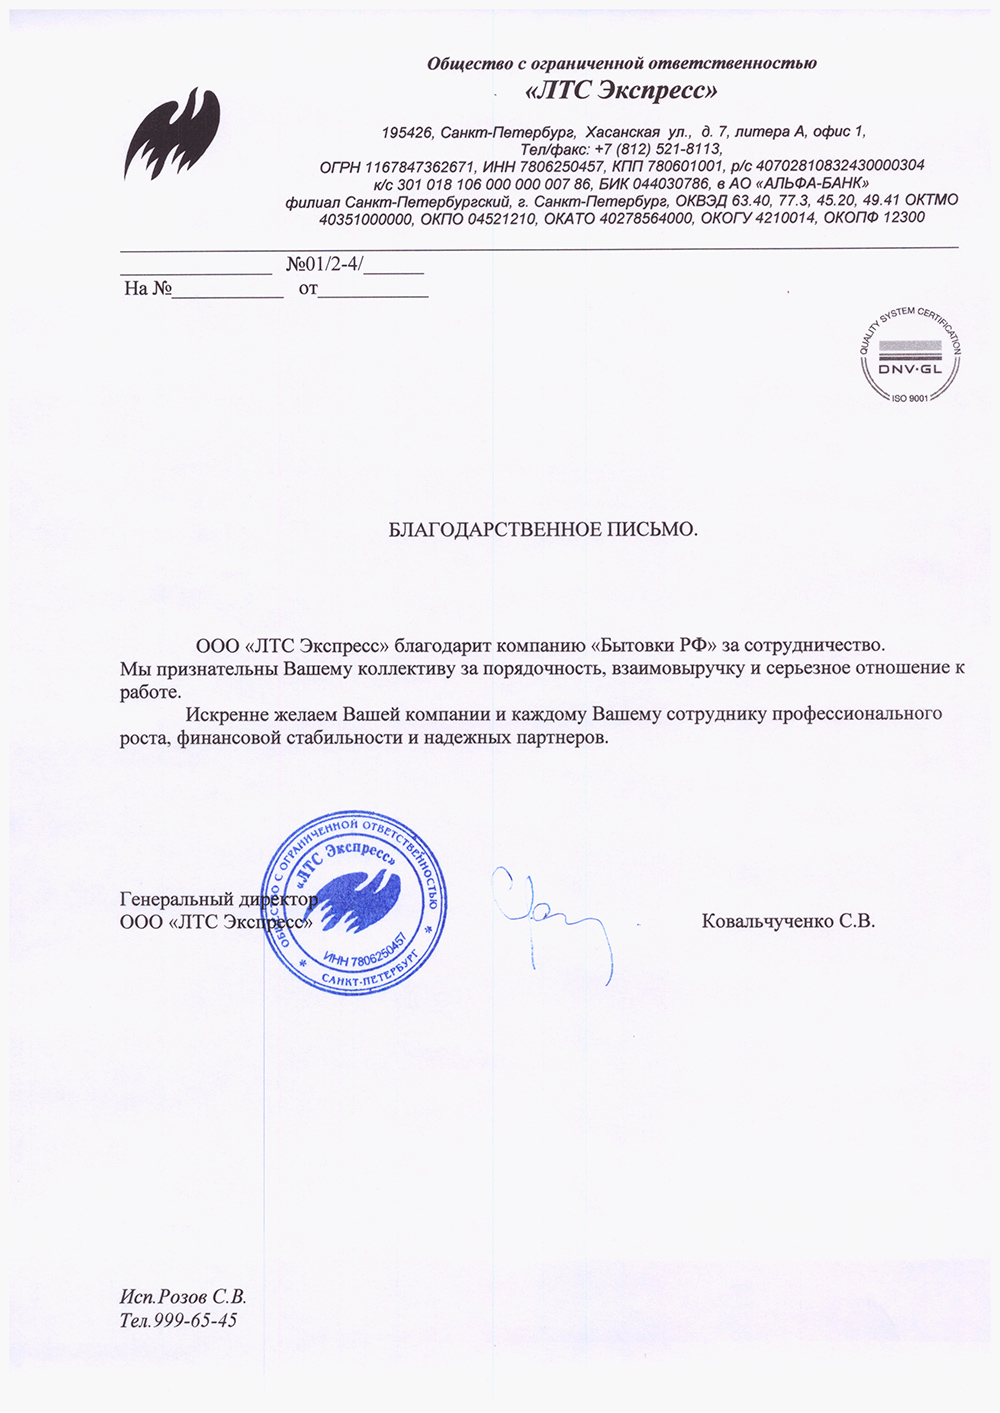 Общество с ограниченной ответственностью
«ЛТС Экспресс»
195426, Санкт-Петербург, Хасанская ул., д. 7, литера А, офис 1,
Тел/факс: +7 (812) 521-8113,
ОГРН 1167847362671, ИНН 7806250457, КПП 780601001, р/с 40702810832430000304
к/с 301 018 106 000 000 007 86, БИК 044030786, в АО «АЛЬФА-БАНК»
филиал Санкт-Петербургский, г. Санкт-Петербург, ОКВЭД 63.40, 77.3, 45.20, 49.41 ОКТМО
40351000000, ОКПО 04521210, ОКАТО 40278564000, ОКОГУ 4210014, ОКОПФ 12300
_______________ №01/2-4/______
На №___________ от___________
QUALITY SYSTEM CERTIFICATION
DNV·GL
ISO 9001
БЛАГОДАРСТВЕННОЕ ПИСЬМО.
ООО «ЛТС Экспресс» благодарит компанию «Бытовки РФ» за сотрудничество.
Мы признательны Вашему коллективу за порядочность, взаимовыручку и серьезное отношение к
работе.
Искренне желаем Вашей компании и каждому Вашему сотруднику профессионального
роста, финансовой стабильности и надежных партнеров.
Генеральный директор
ООО «ЛТС Экспресс»
Ковальчученко С.В.
ОБЩЕСТВО С ОГРАНИЧЕННОЙ ОТВЕТСТВЕННОСТЬЮ
«ЛТС Экспресс»
ИНН 7806250457
* САНКТ-ПЕТЕРБУРГ *
Исп.Розов С.В.
Тел.999-65-45